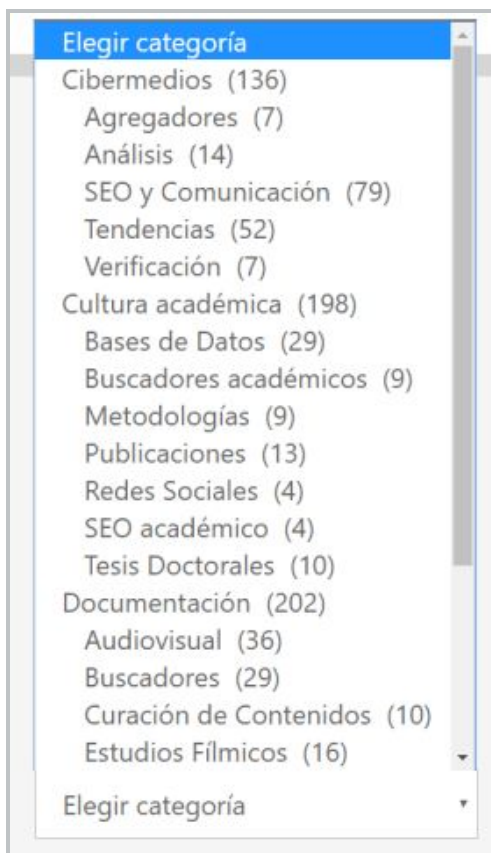 Elegir categoría
Cibermedios (136)
Agregadores (7)
Análisis (14)
SEO y Comunicación (79)
Tendencias (52)
Verificación (7)
Cultura académica (198)
Bases de Datos (29)
Buscadores académicos (9)
Metodologías (9)
Publicaciones (13)
Redes Sociales (4)
SEO académico (4)
Tesis Doctorales (10)
Documentación (202)
Audiovisual (36)
Buscadores (29)
Curación de Contenidos (10)
Estudios Fílmicos (16)
Elegir categoría